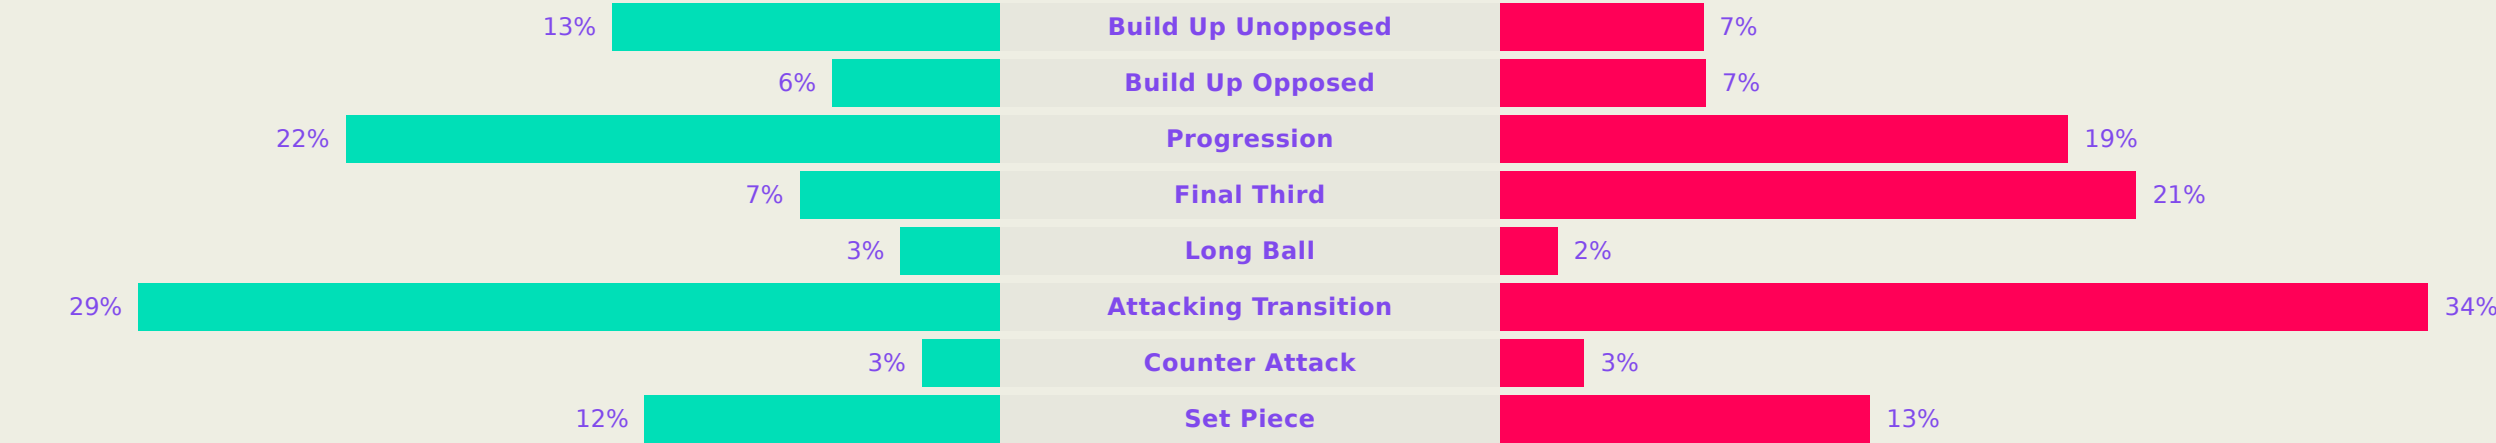 13% Build Up Unopposed 7%
6% Build Up Opposed 7%
22% Progression 19%
7% Final Third 21%
3% Long Ball 2%
29% Attacking Transition 34%
3% Counter Attack 3%
12% Set Piece 13%